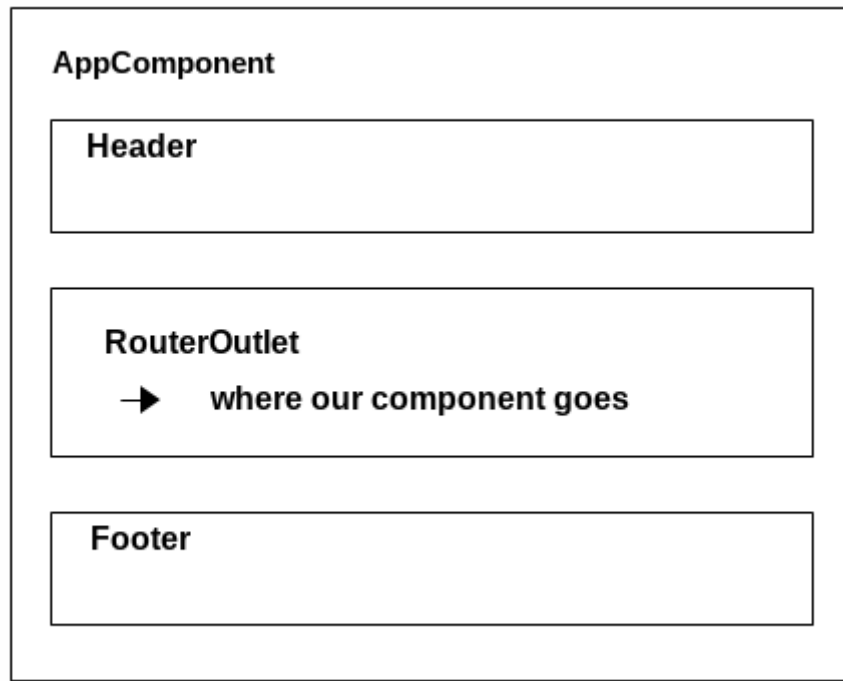 AppComponent
Header
RouterOutlet
where our component goes
Footer